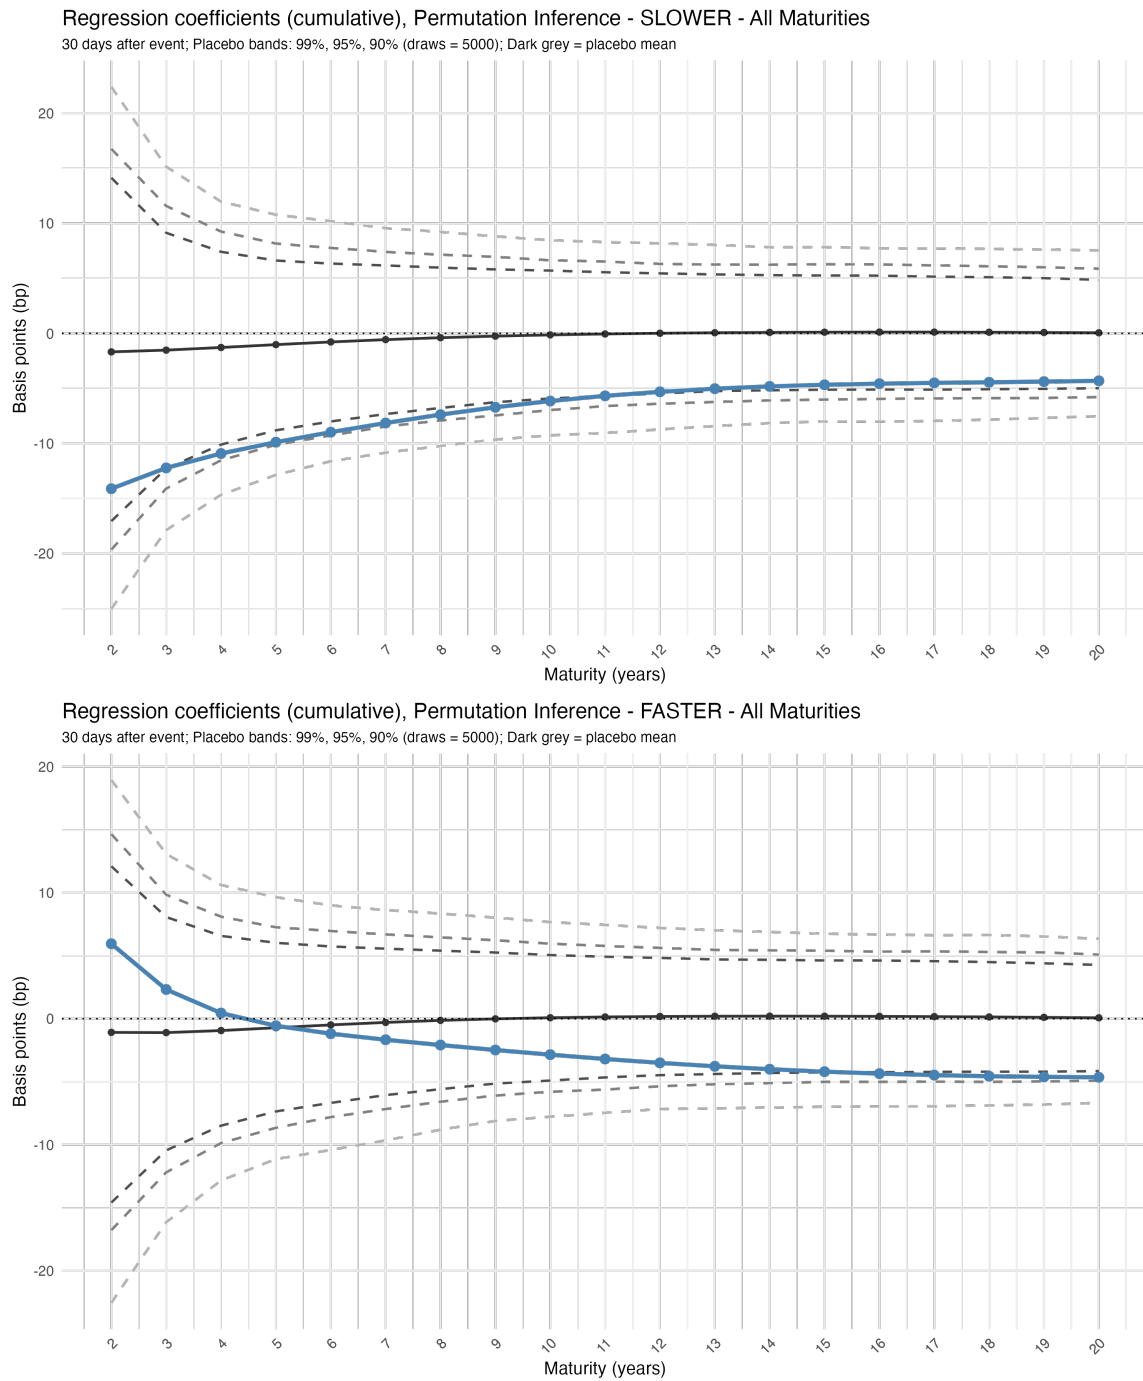 Regression coefficients (cumulative), Permutation Inference - SLOWER - All Maturities
30 days after event; Placebo bands: 99%, 95%, 90% (draws = 5000); Dark grey = placebo mean
Basis points (bp)
20
10
0
-10
-20
2 3 4 5 6 7 8 9 10 11 12 13 14 15 16 17 18 19 20
Maturity (years)
Regression coefficients (cumulative), Permutation Inference - FASTER - All Maturities
30 days after event; Placebo bands: 99%, 95%, 90% (draws = 5000); Dark grey = placebo mean
Basis points (bp)
20
10
0
-10
-20
2 3 4 5 6 7 8 9 10 11 12 13 14 15 16 17 18 19 20
Maturity (years)